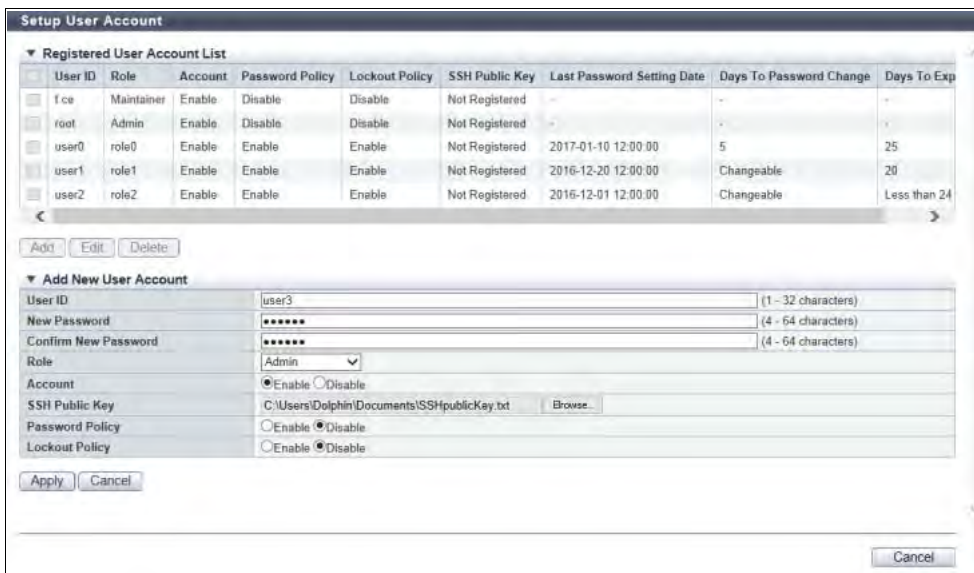 Setup User Account
▼ Registered User Account List
User ID Role Account Password Policy Lockout Policy SSH Public Key Last Password Setting Date Days To Password Change Days To Exp
f.ce Maintainer Enable Disable Disable Not Registered - - -
root Admin Enable Disable Disable Not Registered - - -
user0 role0 Enable Enable Enable Not Registered 2017-01-10 12:00:00 5 25
user1 role1 Enable Enable Enable Not Registered 2016-12-20 12:00:00 Changeable 20
user2 role2 Enable Enable Enable Not Registered 2016-12-01 12:00:00 Changeable Less than 24
Add Edit Delete
▼ Add New User Account
User ID user3 (1 - 32 characters)
New Password •••••• (4 - 64 characters)
Confirm New Password •••••• (4 - 64 characters)
Role Admin
Account Enable Disable
SSH Public Key C:\Users\Dolphin\Documents\SSHpublicKey.txt Browse...
Password Policy Enable Disable
Lockout Policy Enable Disable
Apply Cancel
Cancel